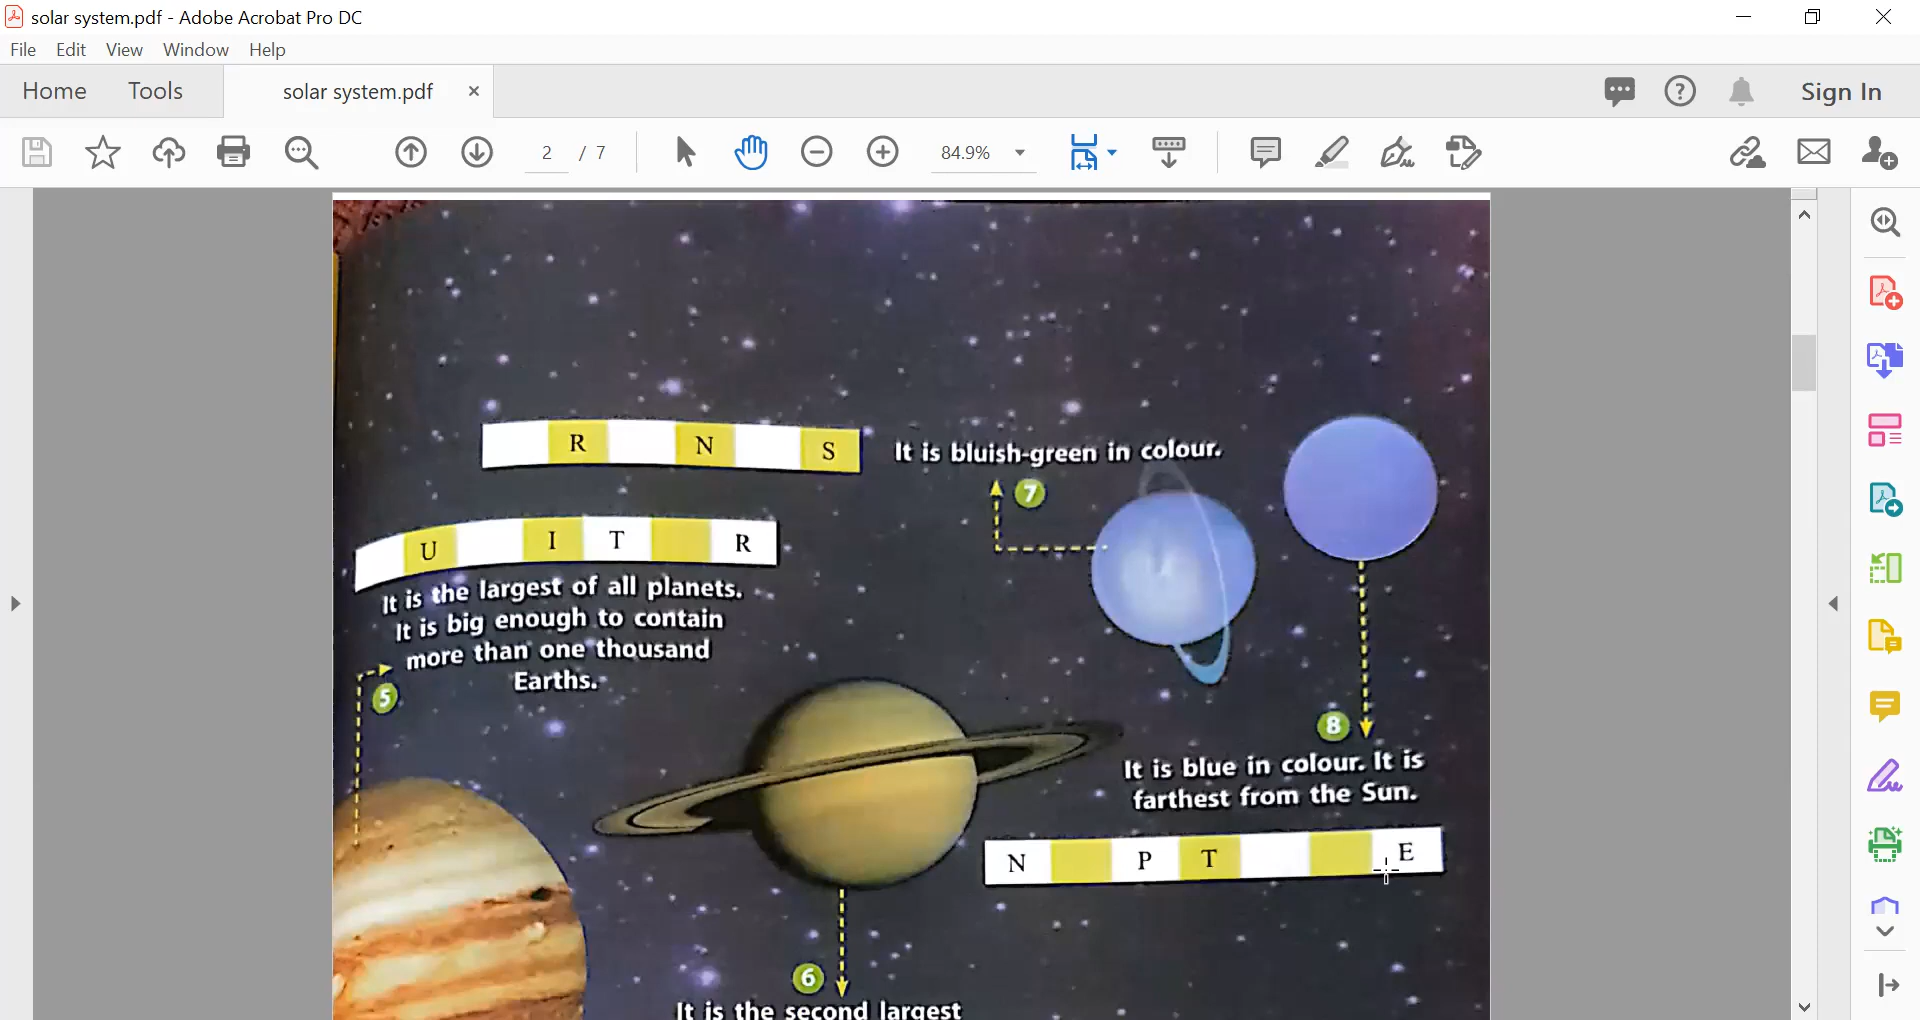 solar system.pdf - Adobe Acrobat Pro DC
File Edit View Window Help
Home Tools solar system.pdf × Sign In
2 / 7 84.9%
R N S
It is bluish-green in colour.
7
U I T R
It is the largest of all planets.
It is big enough to contain
more than one thousand
Earths.
5
8
It is blue in colour. It is
farthest from the Sun.
N P T E
6
It is the second largest